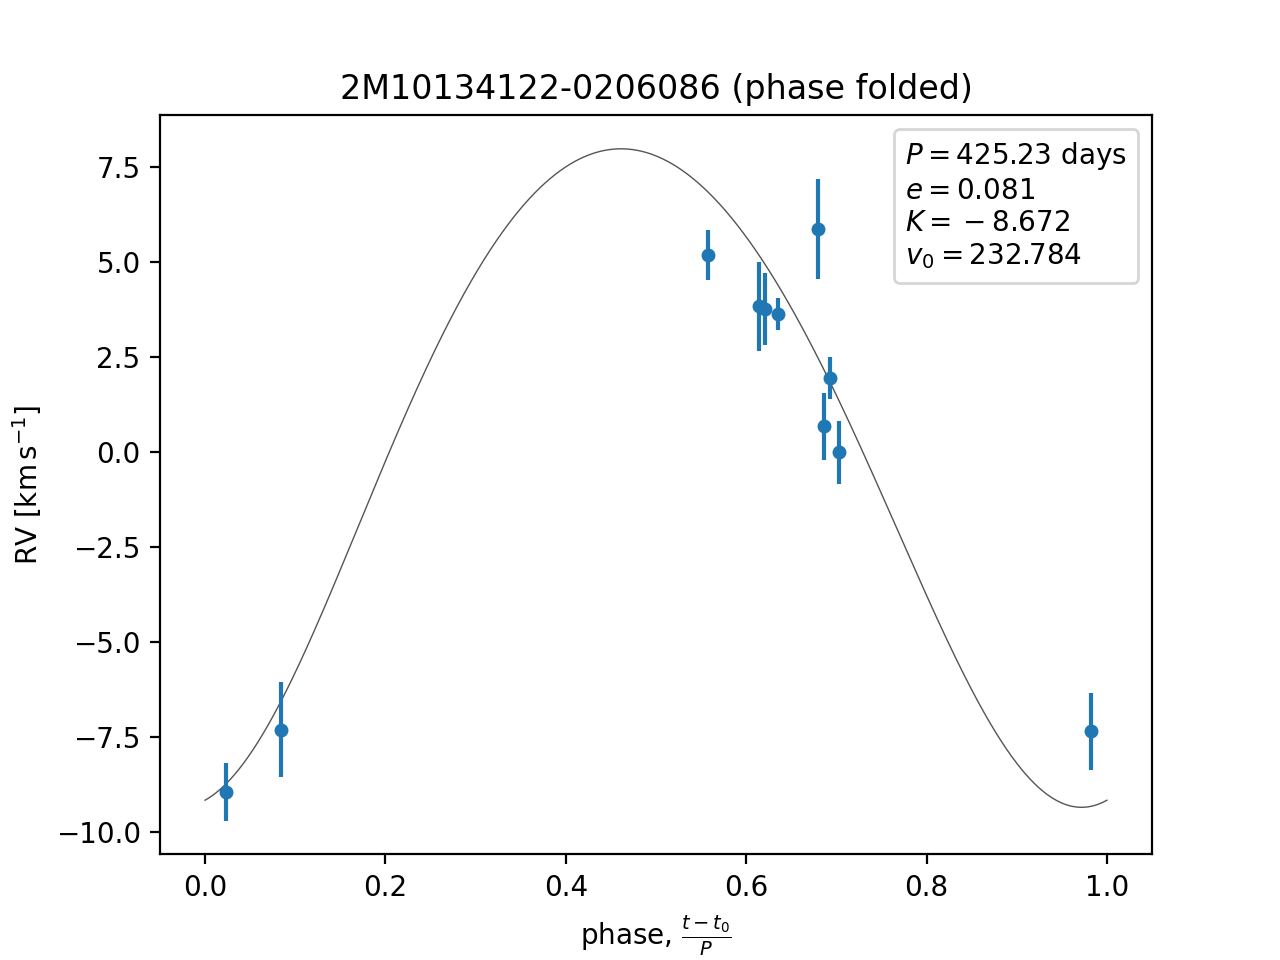 2M10134122-0206086 (phase folded)
P = 425.23 days
e = 0.081
K = −8.672
v₀ = 232.784
RV [km s⁻¹]
7.5
5.0
2.5
0.0
−2.5
−5.0
−7.5
−10.0
0.0 0.2 0.4 0.6 0.8 1.0
phase, (t − t₀)/P